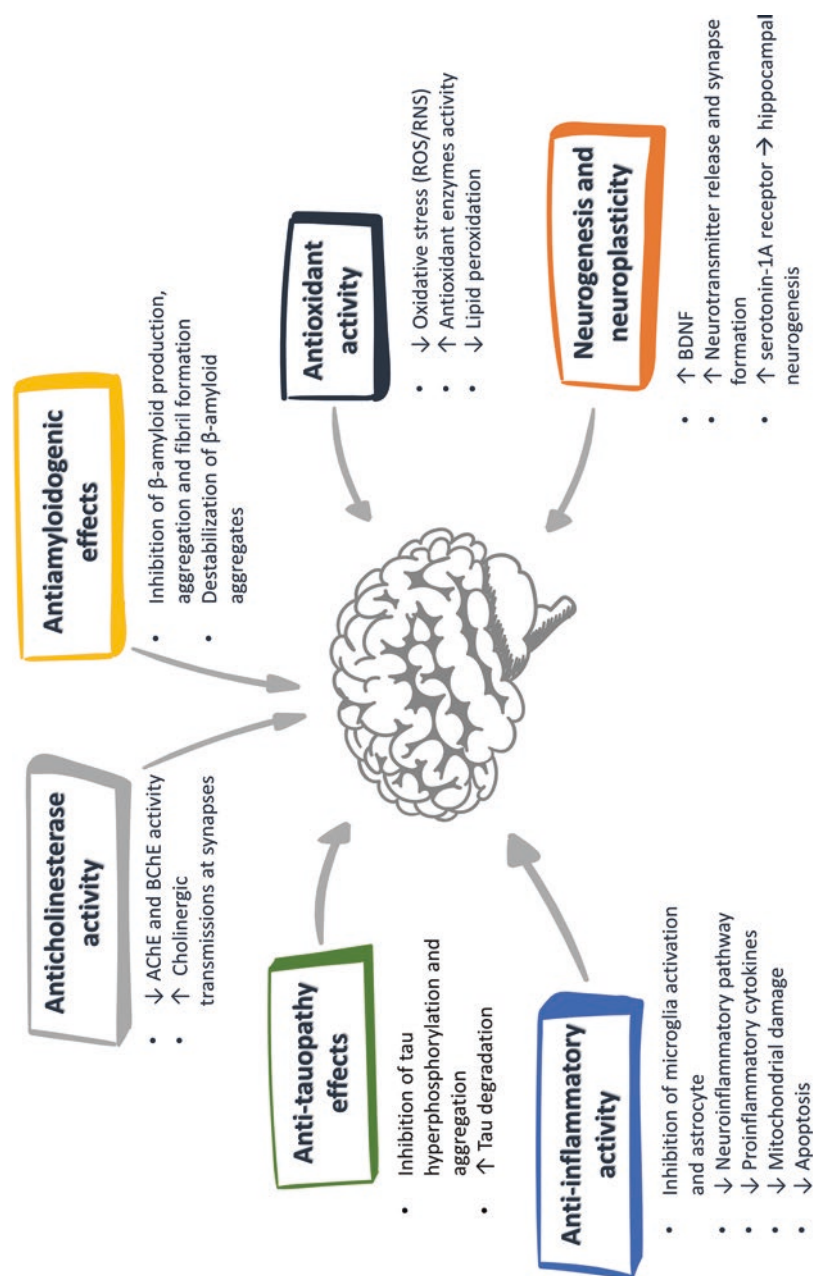 Anticholinesterase
activity
• ↓ AChE and BChE activity
• ↑ Cholinergic
transmissions at synapses
Antiamyloidogenic
effects
• Inhibition of β-amyloid production,
aggregation and fibril formation
• Destabilization of β-amyloid
aggregates
Anti-tauopathy
effects
• Inhibition of tau
hyperphosphorylation and
aggregation
• ↑ Tau degradation
Antioxidant
activity
• ↓ Oxidative stress (ROS/RNS)
• ↑ Antioxidant enzymes activity
• ↓ Lipid peroxidation
Anti-inflammatory
activity
• Inhibition of microglia activation
and astrocyte
• ↓ Neuroinflammatory pathway
• ↓ Proinflammatory cytokines
• ↓ Mitochondrial damage
• ↓ Apoptosis
Neurogenesis and
neuroplasticity
• ↑ BDNF
• ↑ Neurotransmitter release and synapse
formation
• ↑ serotonin-1A receptor → hippocampal
neurogenesis